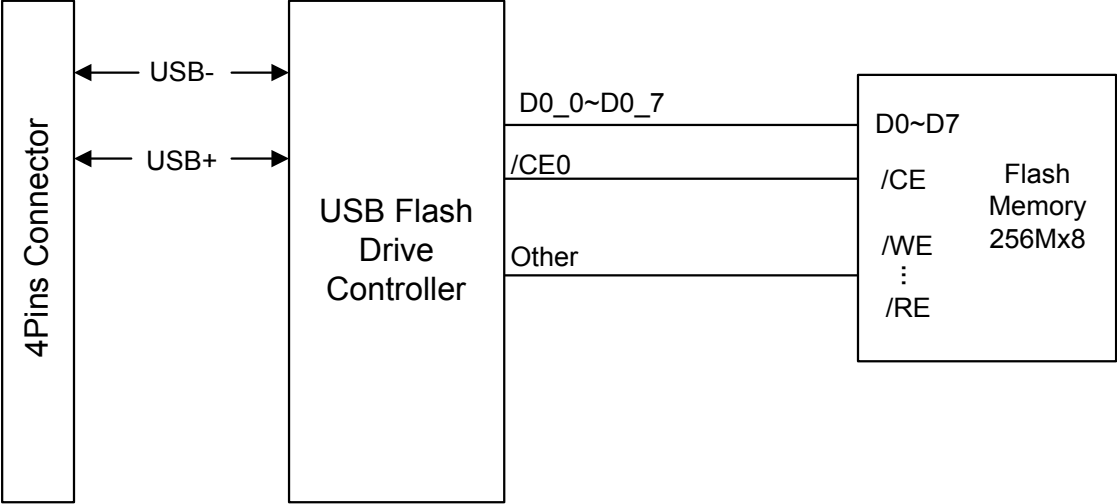 4Pins Connector
USB-
USB+
USB Flash
Drive
Controller
D0_0~D0_7
/CE0
Other
D0~D7
/CE
/WE
⋮
/RE
Flash
Memory
256Mx8